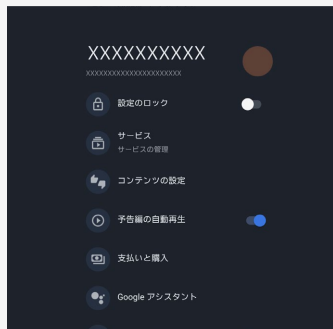 XXXXXXXXXX
XXXXXXXXXXXXXXXXXXXXXX
設定のロック
サービス
サービスの管理
コンテンツの設定
予告編の自動再生
支払いと購入
Google アシスタント